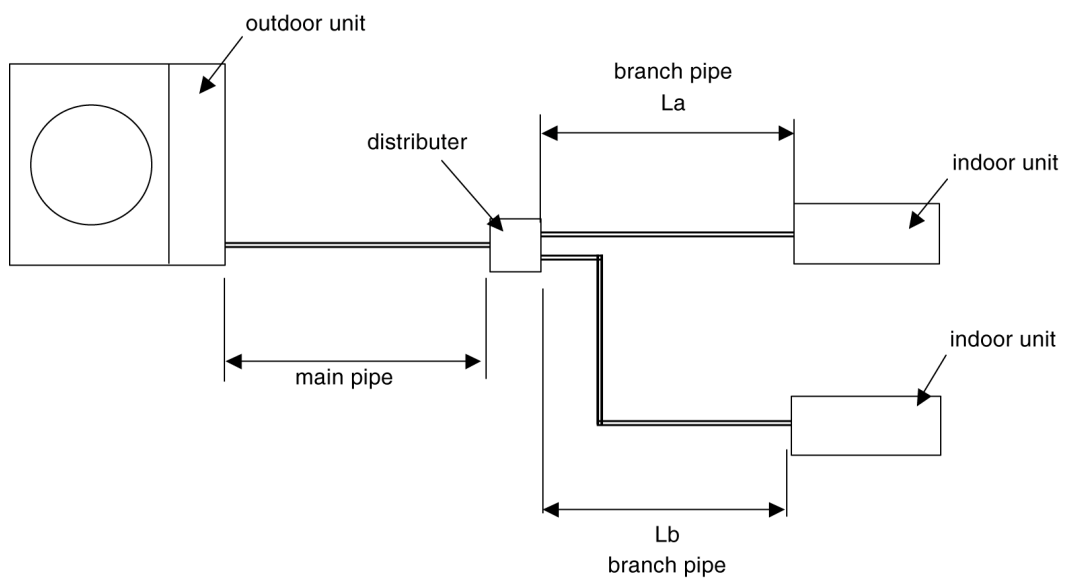 outdoor unit
branch pipe
La
distributer
indoor unit
main pipe
indoor unit
Lb
branch pipe